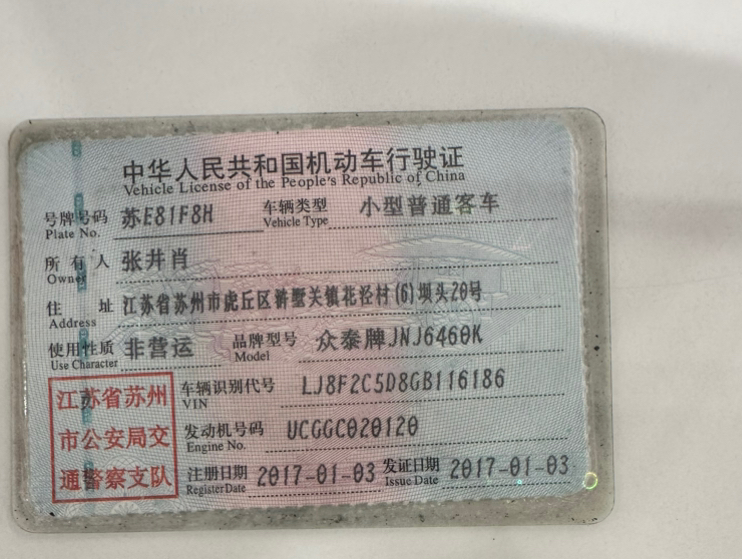 中华人民共和国机动车行驶证
Vehicle License of the People's Republic of China
号牌号码 苏E81F8H 车辆类型 小型普通客车
Plate No. Vehicle Type
所有人 张井肖
Owner
住址 江苏省苏州市虎丘区浒墅关镇花泾村(6)坝头20号
Address
使用性质 非营运 品牌型号 众泰牌JNJ6460K
Use Character Model
江苏省苏州 车辆识别代号 LJ8F2C5D8GB116186
VIN
市公安局交 发动机号码 UCGGC020120
Engine No.
通警察支队 注册日期 2017-01-03 发证日期 2017-01-03
Register Date Issue Date